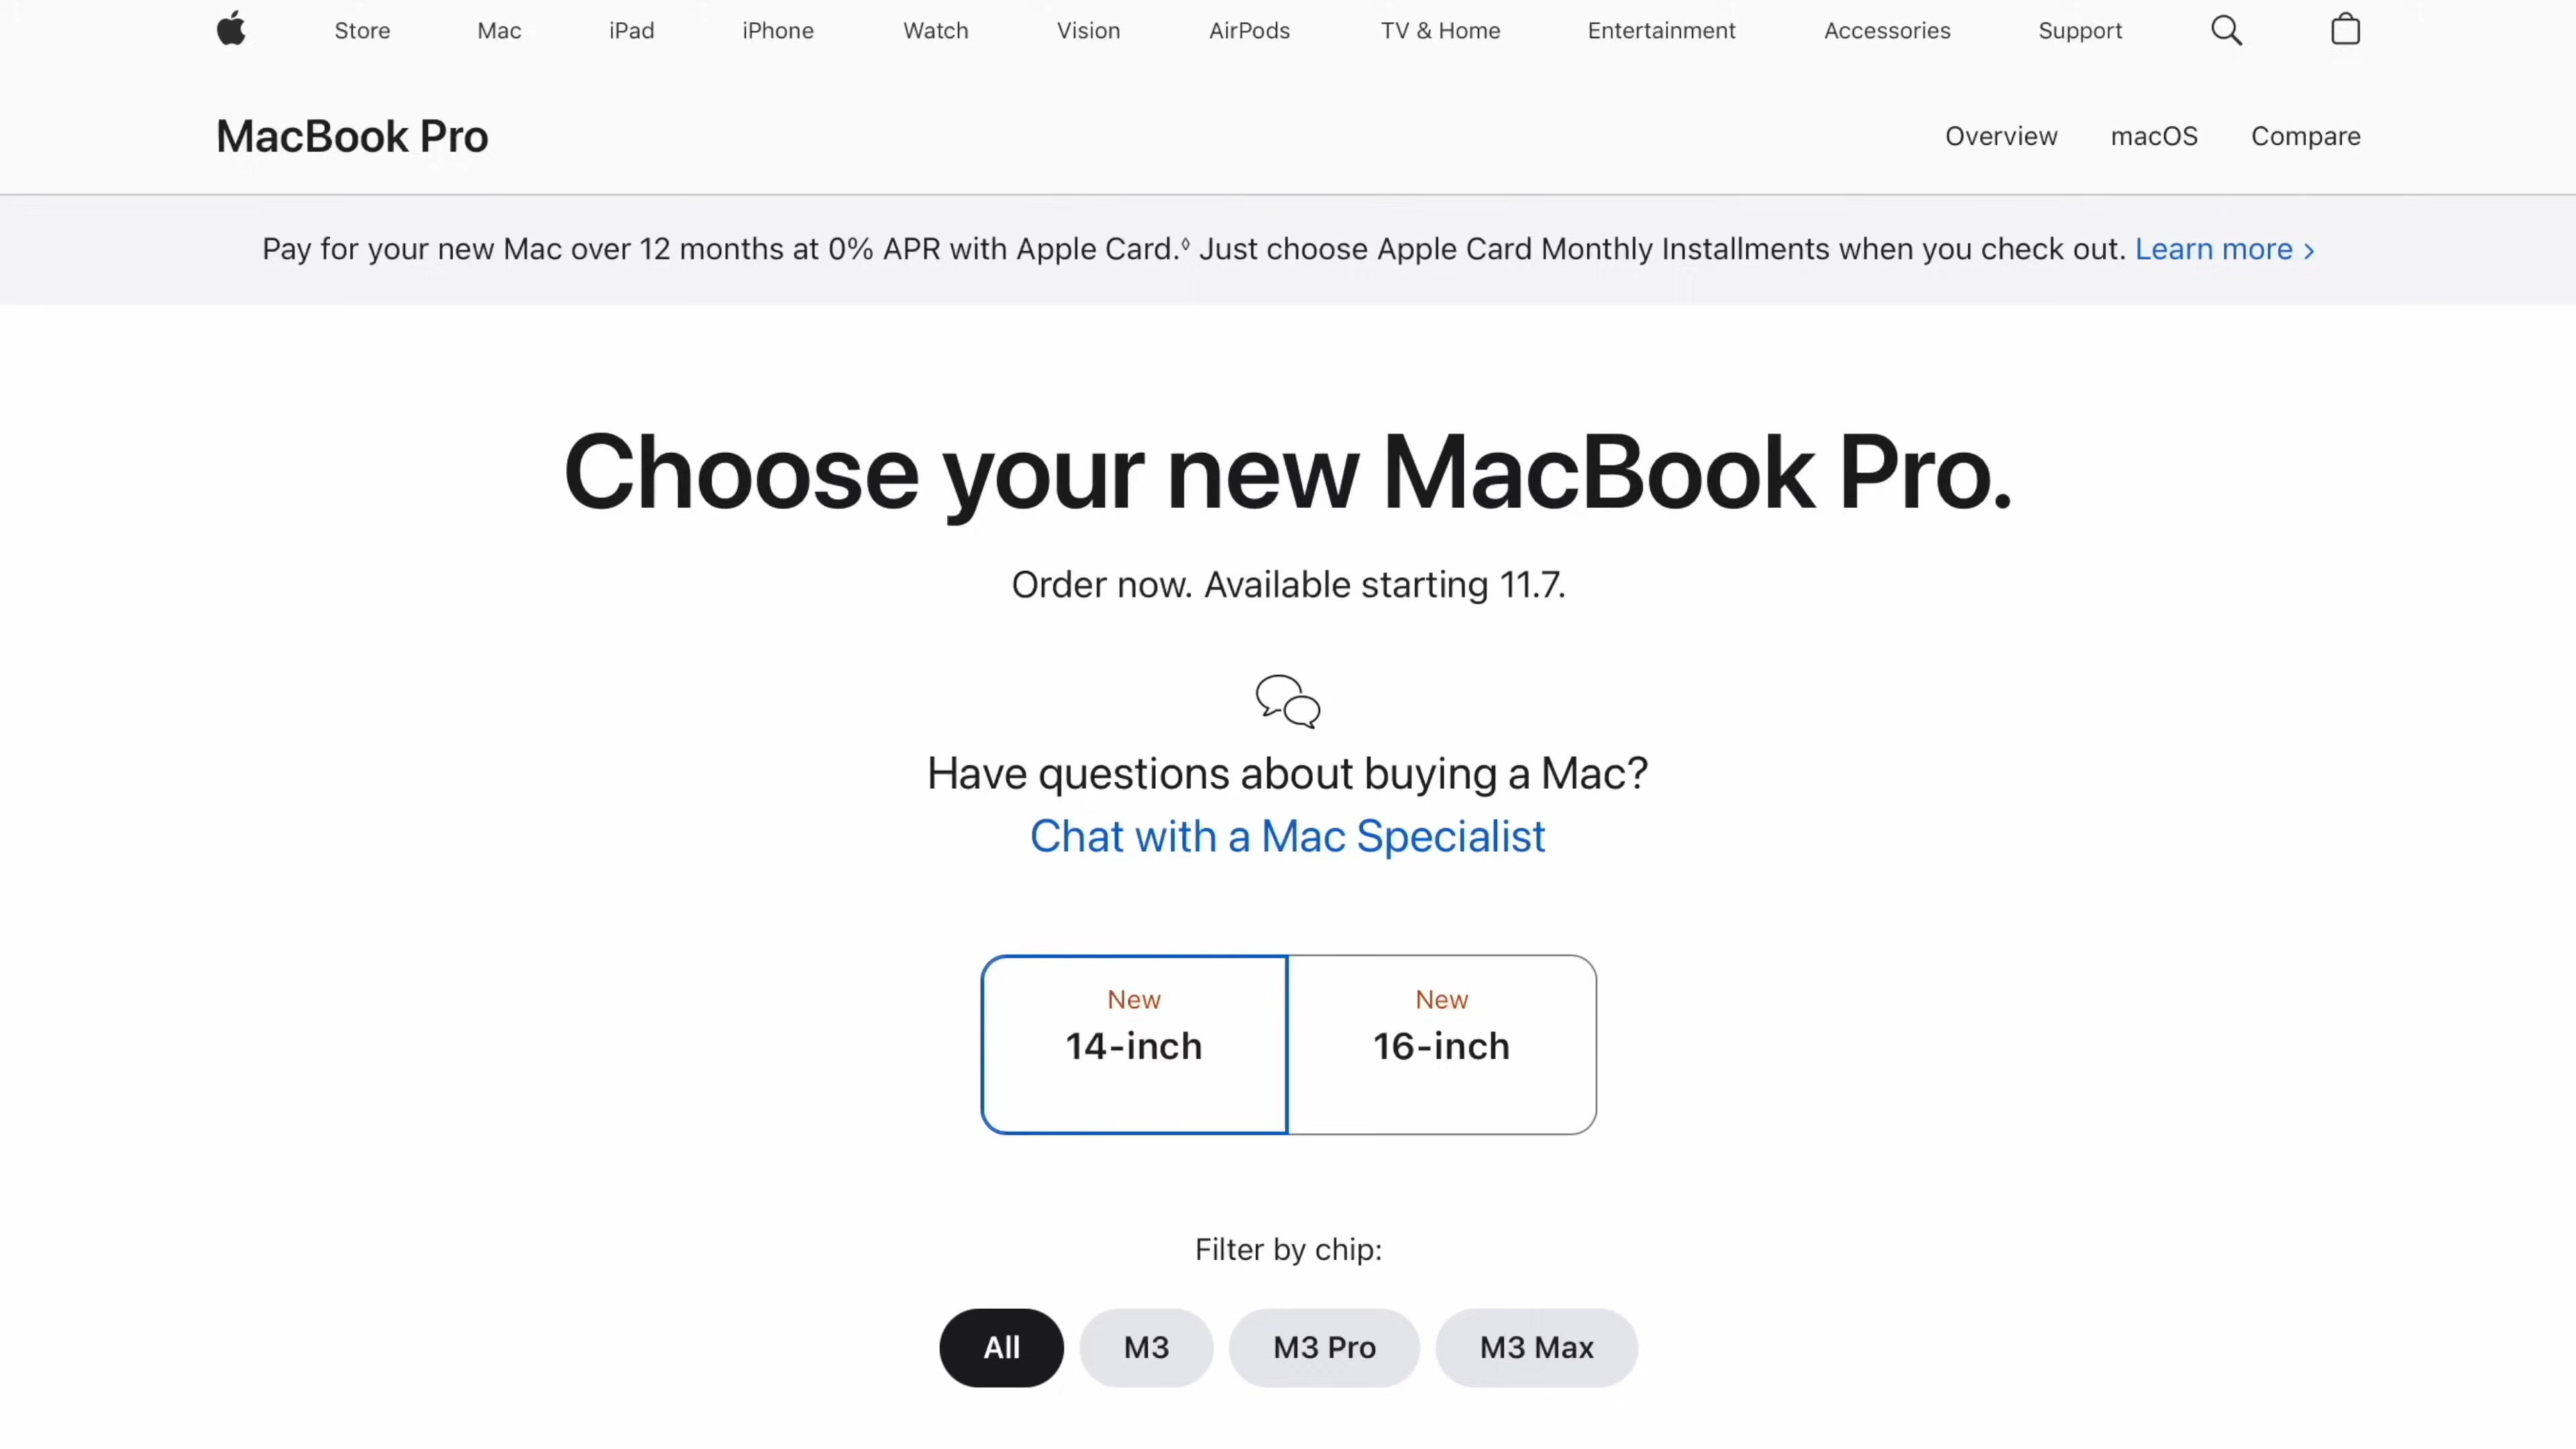 Store Mac iPad iPhone Watch Vision AirPods TV & Home Entertainment Accessories Support
MacBook Pro
Overview macOS Compare
Pay for your new Mac over 12 months at 0% APR with Apple Card.◊ Just choose Apple Card Monthly Installments when you check out. Learn more >
Choose your new MacBook Pro.
Order now. Available starting 11.7.
Have questions about buying a Mac?
Chat with a Mac Specialist
New
14-inch
New
16-inch
Filter by chip:
All M3 M3 Pro M3 Max